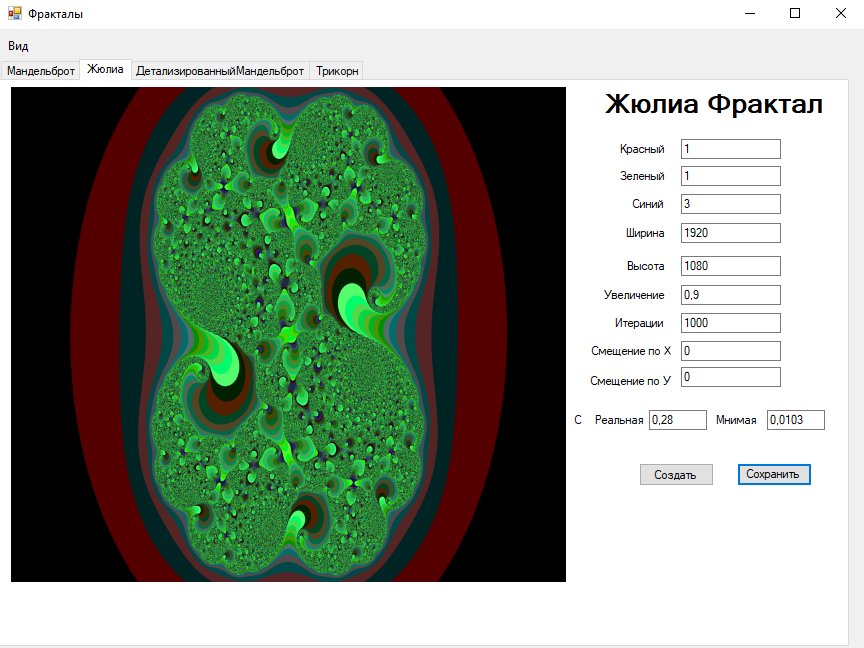 Фракталы
Вид
Мандельброт Жюлиа ДетализированныйМандельброт Трикорн
Жюлиа Фрактал
Красный 1
Зеленый 1
Синий 3
Ширина 1920
Высота 1080
Увеличение 0,9
Итерации 1000
Смещение по X 0
Смещение по У 0
С Реальная 0,28 Мнимая 0,0103
Создать Сохранить